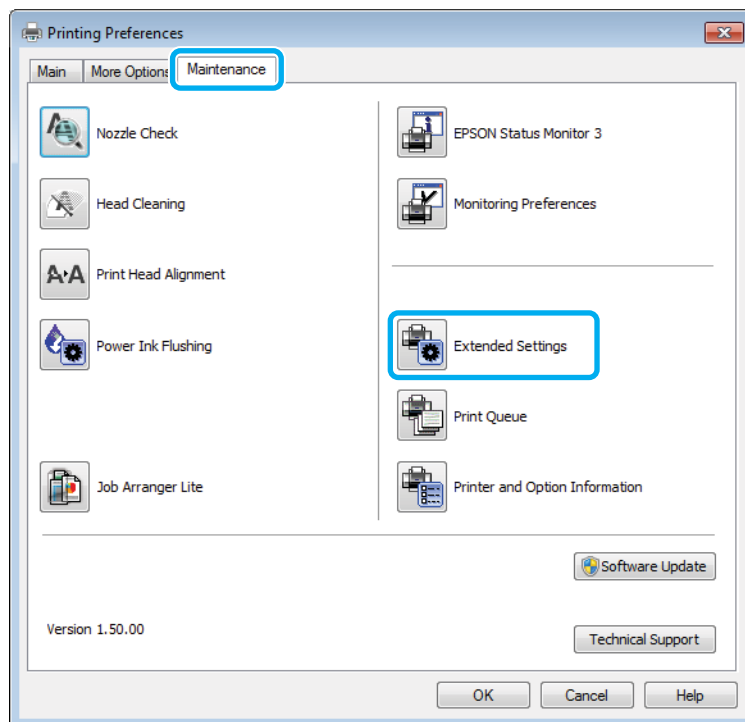 Printing Preferences
Main
More Options
Maintenance
Nozzle Check
EPSON Status Monitor 3
Head Cleaning
Monitoring Preferences
Print Head Alignment
Power Ink Flushing
Extended Settings
Print Queue
Job Arranger Lite
Printer and Option Information
Software Update
Version 1.50.00
Technical Support
OK
Cancel
Help